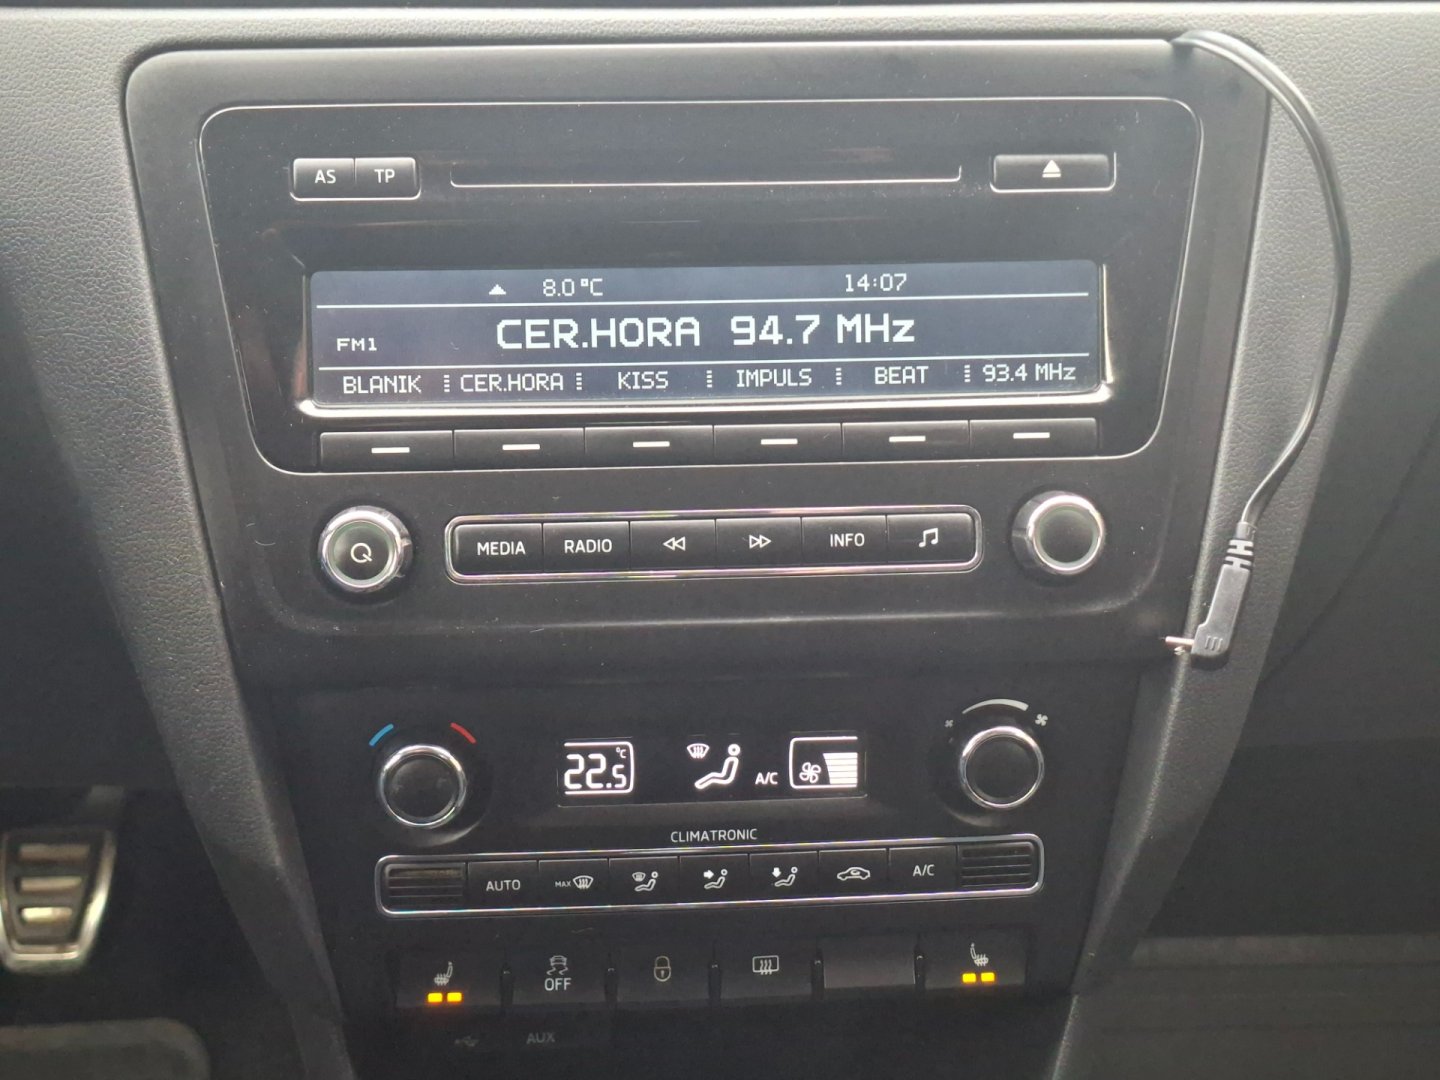 AS TP
8.0 °C 14:07
FM1 CER.HORA 94.7 MHz
BLANIK CER.HORA KISS IMPULS BEAT 93.4 MHz
MEDIA RADIO INFO
22.5 °C A/C
CLIMATRONIC
AUTO MAX A/C
OFF
AUX